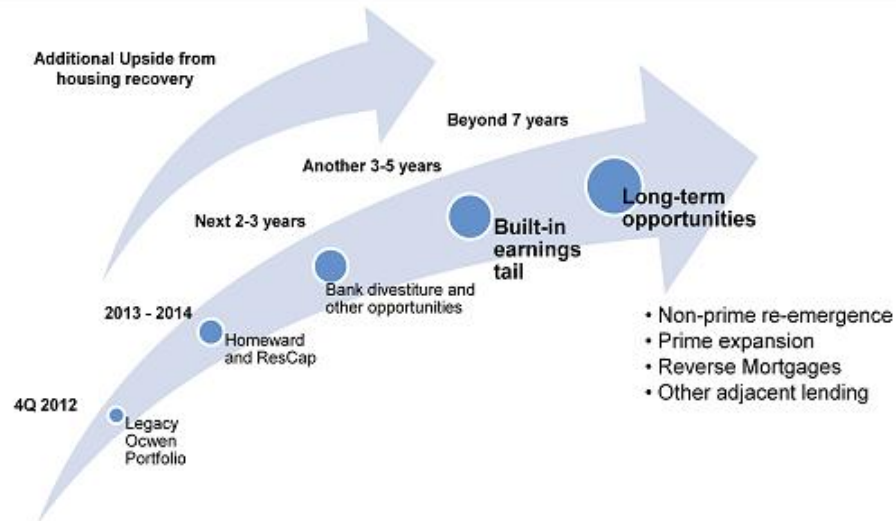 Additional Upside from
housing recovery
Beyond 7 years
Another 3-5 years
Long-term
opportunities
Next 2-3 years
Built-in
earnings
tail
Bank divestiture and
other opportunities
2013 - 2014
Homeward
and ResCap
• Non-prime re-emergence
• Prime expansion
• Reverse Mortgages
• Other adjacent lending
4Q 2012
Legacy
Ocwen
Portfolio